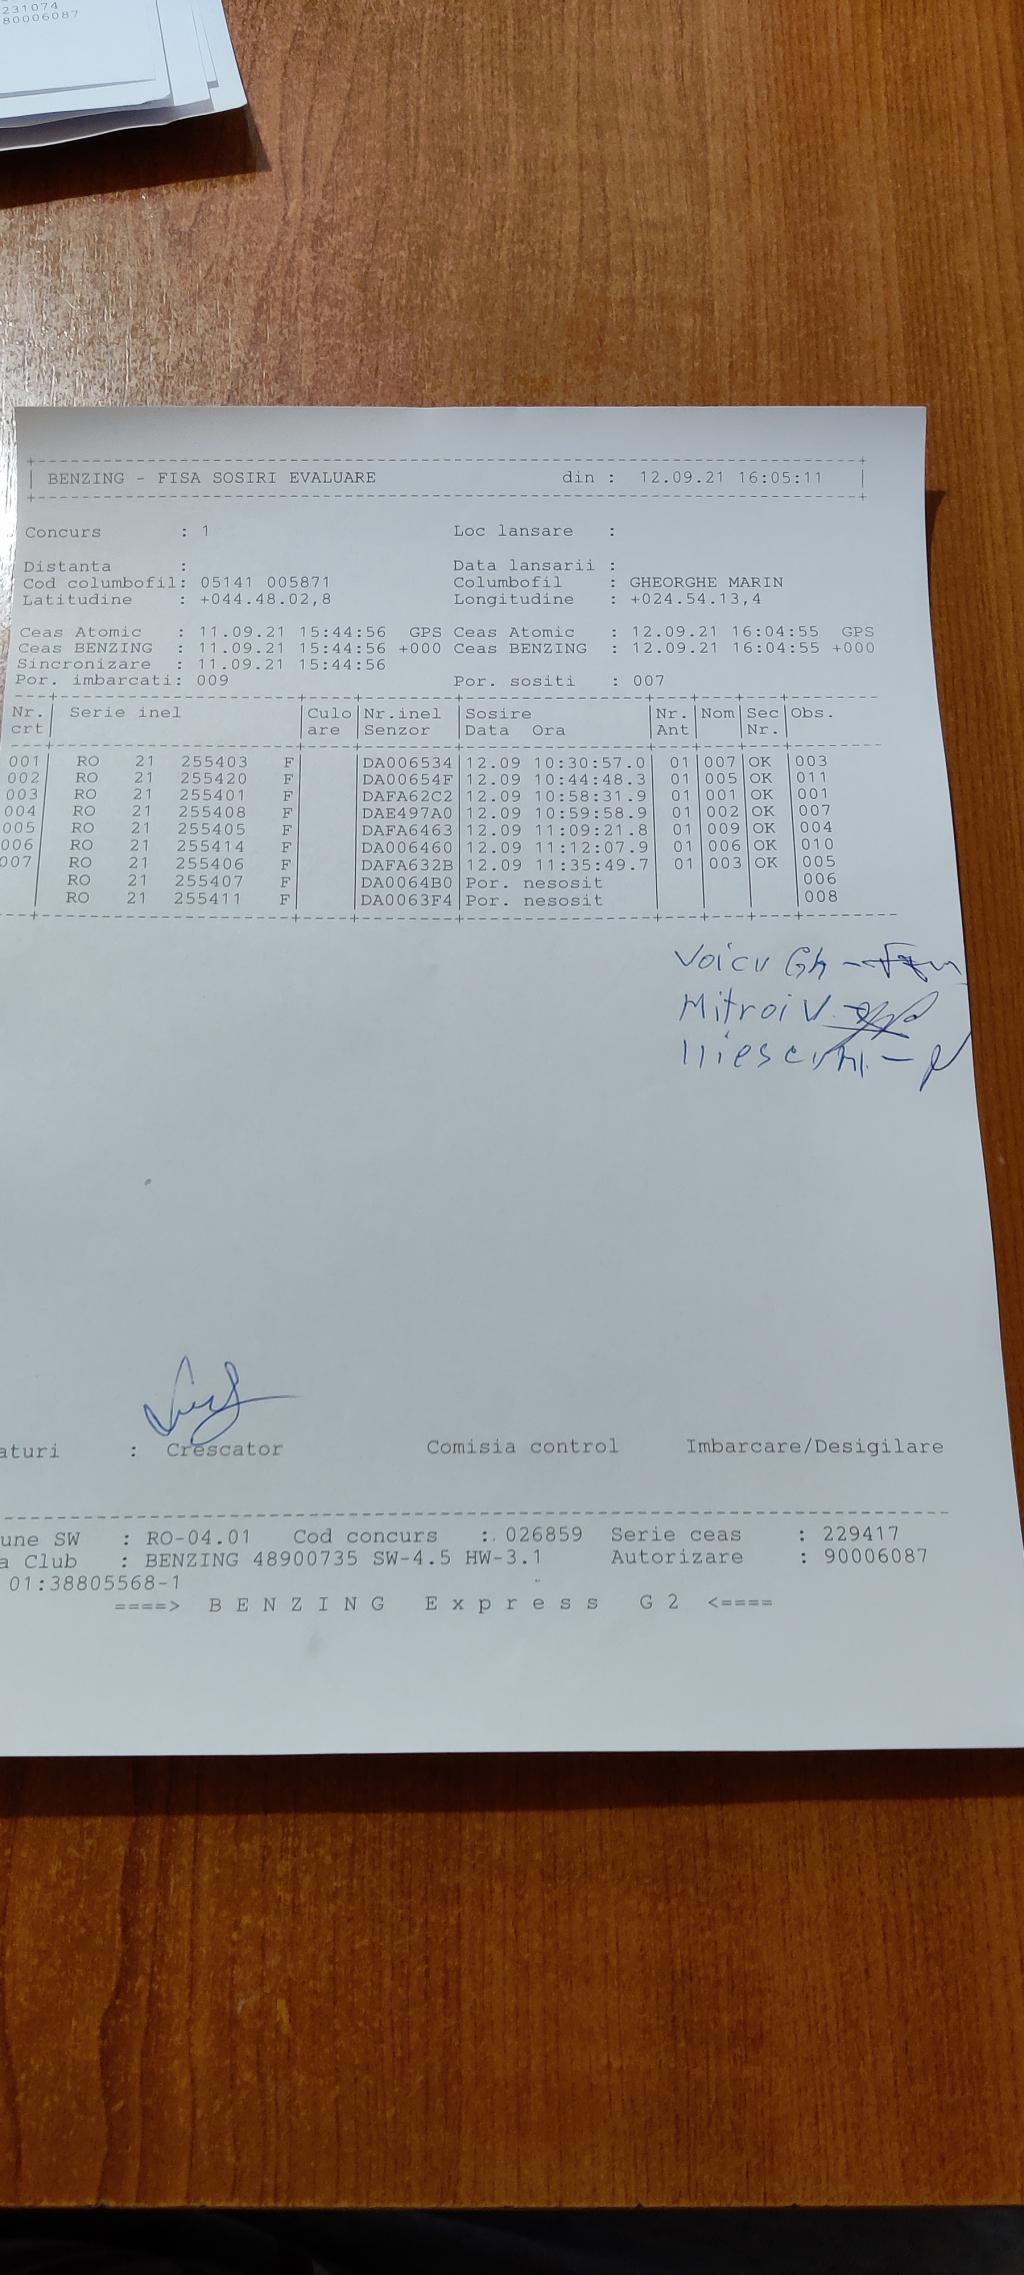 231074
80006087
BENZING - FISA SOSIRI EVALUARE din : 12.09.21 16:05:11
Concurs : 1 Loc lansare :
Distanta : Data lansarii :
Cod columbofil: 05141 005871 Columbofil : GHEORGHE MARIN
Latitudine : +044.48.02,8 Longitudine : +024.54.13,4
Ceas Atomic : 11.09.21 15:44:56 GPS Ceas Atomic : 12.09.21 16:04:55 GPS
Ceas BENZING : 11.09.21 15:44:56 +000 Ceas BENZING : 12.09.21 16:04:55 +000
Sincronizare : 11.09.21 15:44:56
Por. imbarcati: 009 Por. sositi : 007
Nr. Serie inel Culo Nr.inel Sosire Nr. Nom Sec Obs.
crt are Senzor Data Ora Ant Nr.
001 RO 21 255403 F DA006534 12.09 10:30:57.0 01 007 OK 003
002 RO 21 255420 F DA00654F 12.09 10:44:48.3 01 005 OK 011
003 RO 21 255401 F DAFA62C2 12.09 10:58:31.9 01 001 OK 001
004 RO 21 255408 F DAE497A0 12.09 10:59:58.9 01 002 OK 007
005 RO 21 255405 F DAFA6463 12.09 11:09:21.8 01 009 OK 004
006 RO 21 255414 F DA006460 12.09 11:12:07.9 01 006 OK 010
007 RO 21 255406 F DAFA632B 12.09 11:35:49.7 01 003 OK 005
RO 21 255407 F DA0064B0 Por. nesosit 006
RO 21 255411 F DA0063F4 Por. nesosit 008
Voicu Gh -
Mitroi V.
aturi : Crescator Comisia control Imbarcare/Desigilare
une SW : RO-04.01 Cod concurs : 026859 Serie ceas : 229417
a Club : BENZING 48900735 SW-4.5 HW-3.1 Autorizare : 90006087
01:38805568-1
====> B E N Z I N G E x p r e s s G 2 <====